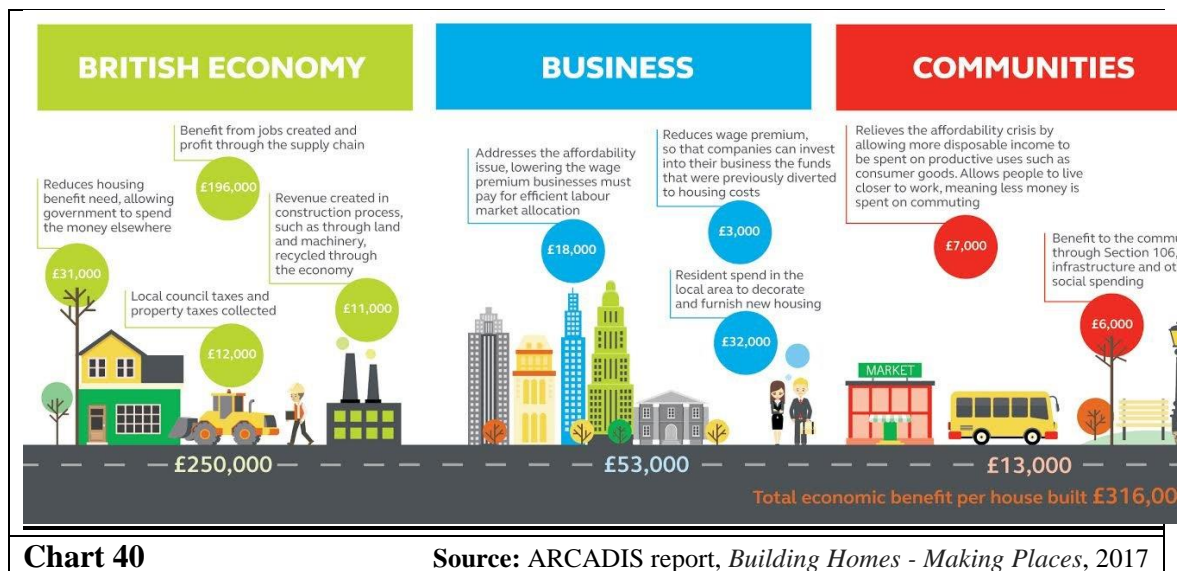 BRITISH ECONOMY
Benefit from jobs created and
profit through the supply chain
£196,000
Reduces housing
benefit need, allowing
government to spend
the money elsewhere
£31,000
Revenue created in
construction process,
such as through land
and machinery,
recycled through
the economy
£11,000
Local council taxes and
property taxes collected
£12,000
£250,000
BUSINESS
Addresses the affordability
issue, lowering the wage
premium businesses must
pay for efficient labour
market allocation
£18,000
Reduces wage premium,
so that companies can invest
into their business the funds
that were previously diverted
to housing costs
£3,000
Resident spend in the
local area to decorate
and furnish new housing
£32,000
£53,000
COMMUNITIES
Relieves the affordability crisis by
allowing more disposable income to
be spent on productive uses such as
consumer goods. Allows people to live
closer to work, meaning less money is
spent on commuting
£7,000
Benefit to the
through Section 106,
infrastructure and
social spending
£6,000
MARKET
£13,000
Total economic benefit per house built
Chart 40
Source: ARCADIS report, Building Homes - Making Places, 2017